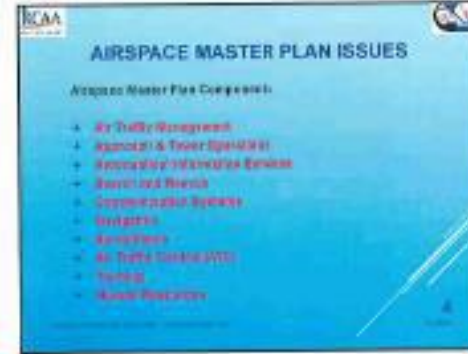 KCAA
AIRSPACE MASTER PLAN ISSUES
Airspace Master Plan Components
Air Traffic Management
Approach & Tower Operations
Aeronautical Information Services
Search and Rescue
Communication Systems
Navigation
Surveillance
Air Traffic Control (ATC)
Training
Human Resources
4